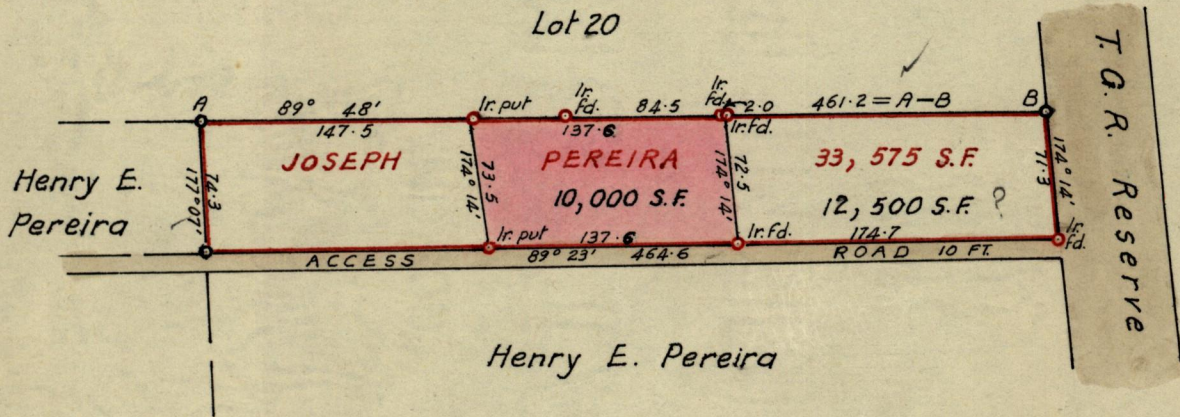 Lot 20
T. G. R. Reserve
A
89° 48'
Ir. put
Ir. fd.
84.5
Ir. fd.
2.0
461.2 = A-B
B
147.5
137.6
Ir. fd.
Henry E. Pereira
177° 07'
74.3
JOSEPH
174° 14'
73.5
PEREIRA
10,000 S.F.
174° 14'
72.5
33,575 S.F.
12,500 S.F. ?
174° 14'
71.3
Ir. put
137.6
Ir. fd.
174.7
Ir. fd.
ACCESS
89° 23'
464.6
ROAD 10 FT.
Henry E. Pereira